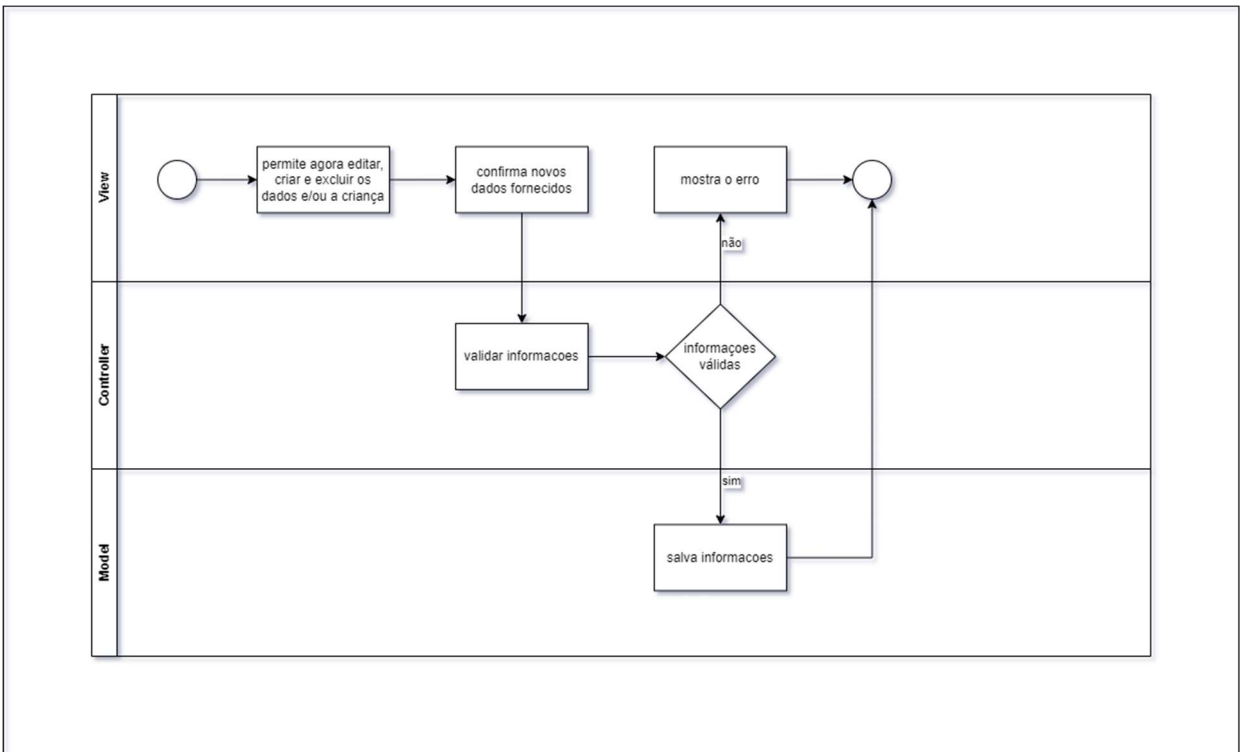 View
permite agora editar,
criar e excluir os
dados e/ou a criança
confirma novos
dados fornecidos
mostra o erro
não
Controller
validar informacoes
informaçoes
válidas
sim
Model
salva informacoes